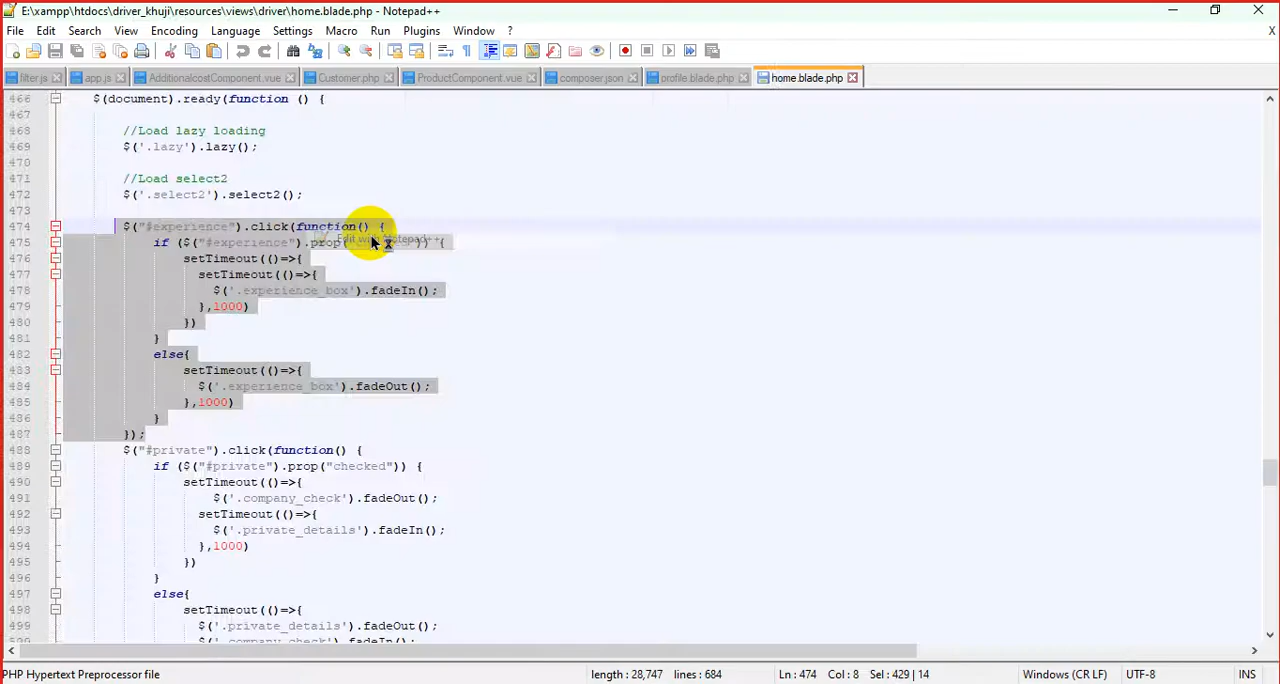 E:\xampp\htdocs\driver_khuji\resources\views\driver\home.blade.php - Notepad++
File Edit Search View Encoding Language Settings Macro Run Plugins Window ? X
filter.js app.js AdditionalcostComponent.vue Customer.php ProductComponent.vue composer.json profile.blade.php home.blade.php
466 $(document).ready(function () {
467
468 //Load lazy loading
469 $('.lazy').lazy();
470
471 //Load select2
472 $('.select2').select2();
473
474 $("#experience").click(function() {
475 if ($("#experience").prop( ")) {
Edit with Notepad++
476 setTimeout(()=>{
477 setTimeout(()=>{
478 $('.experience_box').fadeIn();
479 },1000)
480 })
481 }
482 else{
483 setTimeout(()=>{
484 $('.experience_box').fadeOut();
485 },1000)
486 }
487 });
488 $("#private").click(function() {
489 if ($("#private").prop("checked")) {
490 setTimeout(()=>{
491 $('.company_check').fadeOut();
492 setTimeout(()=>{
493 $('.private_details').fadeIn();
494 },1000)
495 })
496 }
497 else{
498 setTimeout(()=>{
499 $('.private_details').fadeOut();
$('.company_check').fadeIn();
PHP Hypertext Preprocessor file length : 28,747 lines : 684 Ln : 474 Col : 8 Sel : 429 | 14 Windows (CR LF) UTF-8 INS